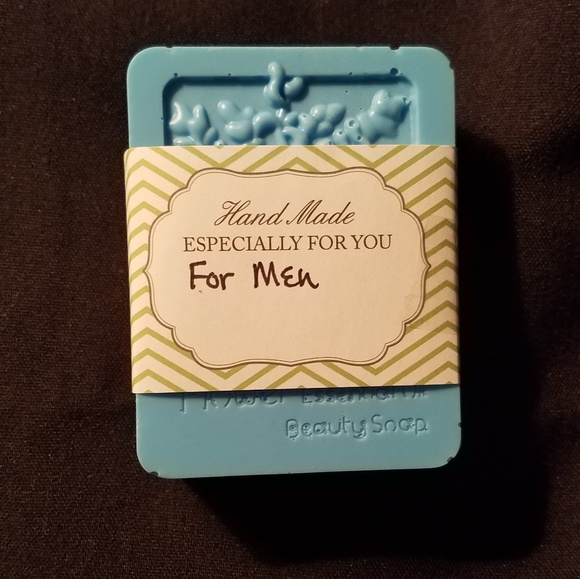 Hand Made
ESPECIALLY FOR YOU
For Men
Beauty Soap